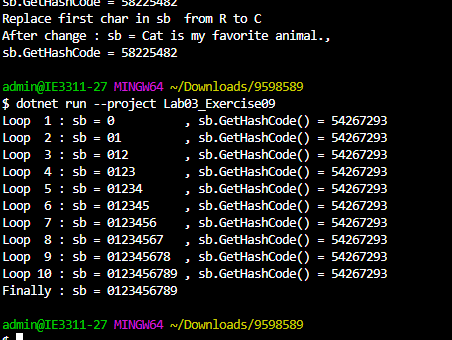 sb.GetHashCode() = 58225482
Replace first char in sb  from R to C
After change : sb = Cat is my favorite animal.,
sb.GetHashCode = 58225482
admin@IE3311-27 MINGW64 ~/Downloads/9598589
$ dotnet run --project Lab03_Exercise09
Loop  1 : sb = 0          , sb.GetHashCode() = 54267293
Loop  2 : sb = 01         , sb.GetHashCode() = 54267293
Loop  3 : sb = 012        , sb.GetHashCode() = 54267293
Loop  4 : sb = 0123       , sb.GetHashCode() = 54267293
Loop  5 : sb = 01234      , sb.GetHashCode() = 54267293
Loop  6 : sb = 012345     , sb.GetHashCode() = 54267293
Loop  7 : sb = 0123456    , sb.GetHashCode() = 54267293
Loop  8 : sb = 01234567   , sb.GetHashCode() = 54267293
Loop  9 : sb = 012345678  , sb.GetHashCode() = 54267293
Loop 10 : sb = 0123456789 , sb.GetHashCode() = 54267293
Finally : sb = 0123456789
admin@IE3311-27 MINGW64 ~/Downloads/9598589
$